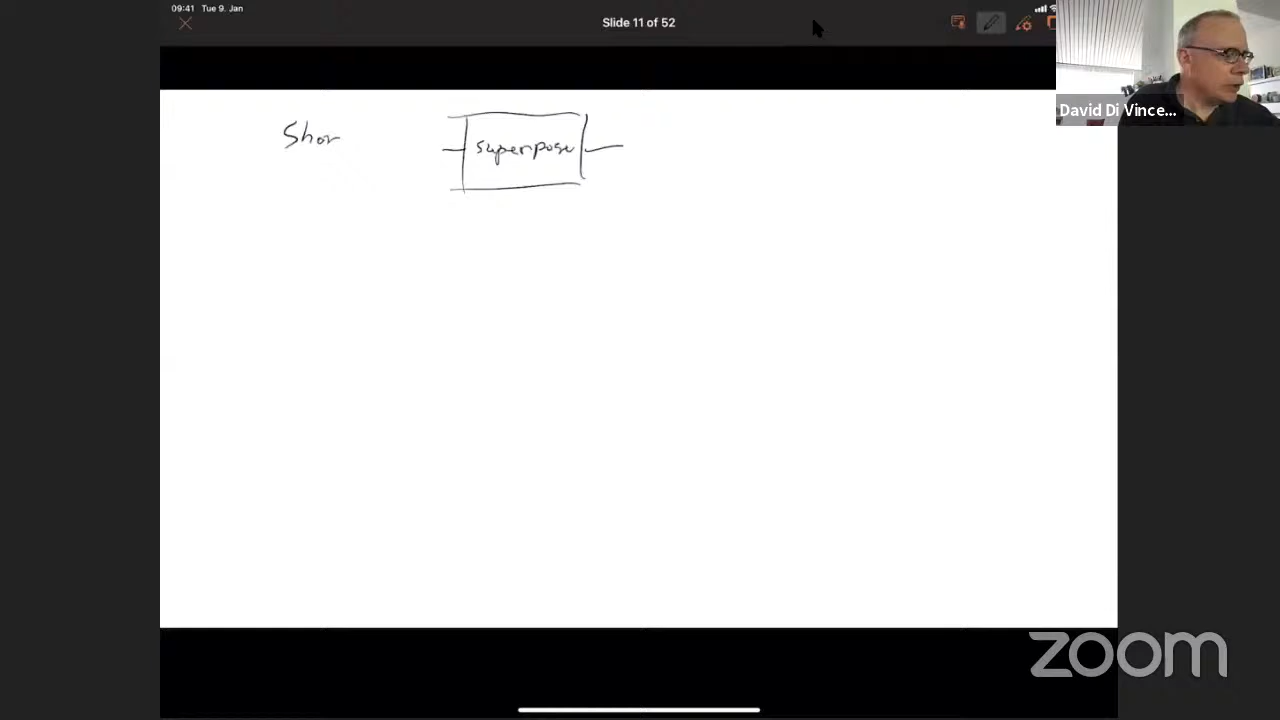 09:41 Tue 9. Jan
Slide 11 of 52
David Di Vince...
Shor
superpose
zoom